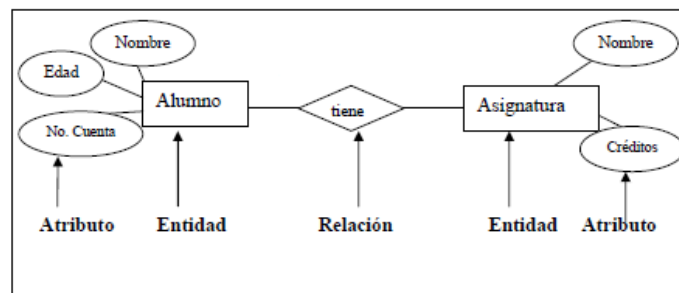 Nombre
Nombre
Edad
Alumno
tiene
Asignatura
No. Cuenta
Créditos
Atributo Entidad Relación Entidad Atributo